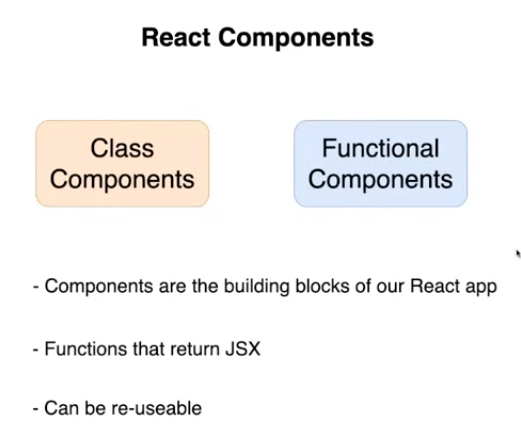 React Components
Class
Components
Functional
Components
- Components are the building blocks of our React app
- Functions that return JSX
- Can be re-useable